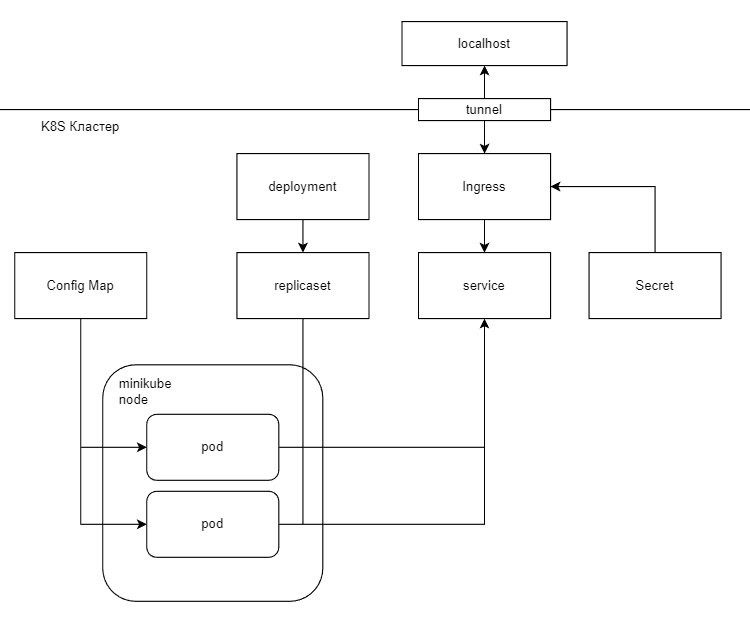 localhost
tunnel
K8S Кластер
deployment
Ingress
Config Map
replicaset
service
Secret
minikube
node
pod
pod